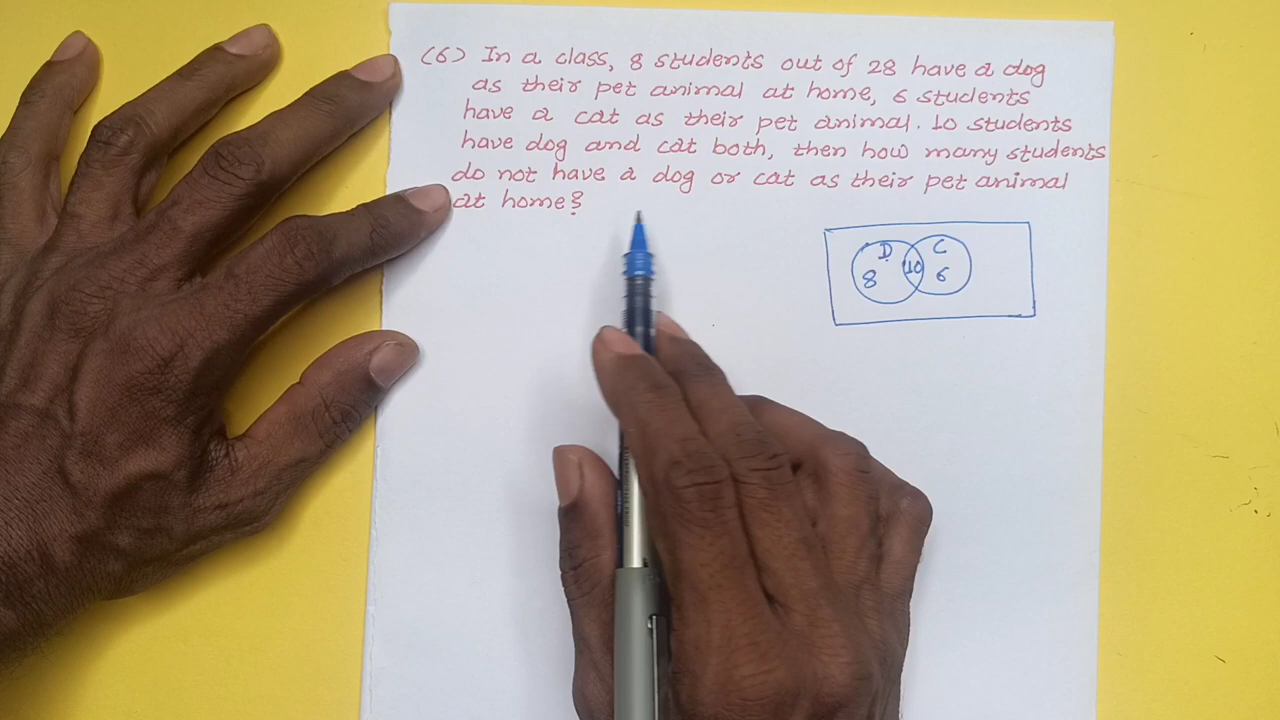 (6) In a class, 8 students out of 28 have a dog
as their pet animal at home, 6 students
have a cat as their pet animal. 10 students
have dog and cat both, then how many students
do not have a dog or cat as their pet animal
at home?
D C
8 10 6